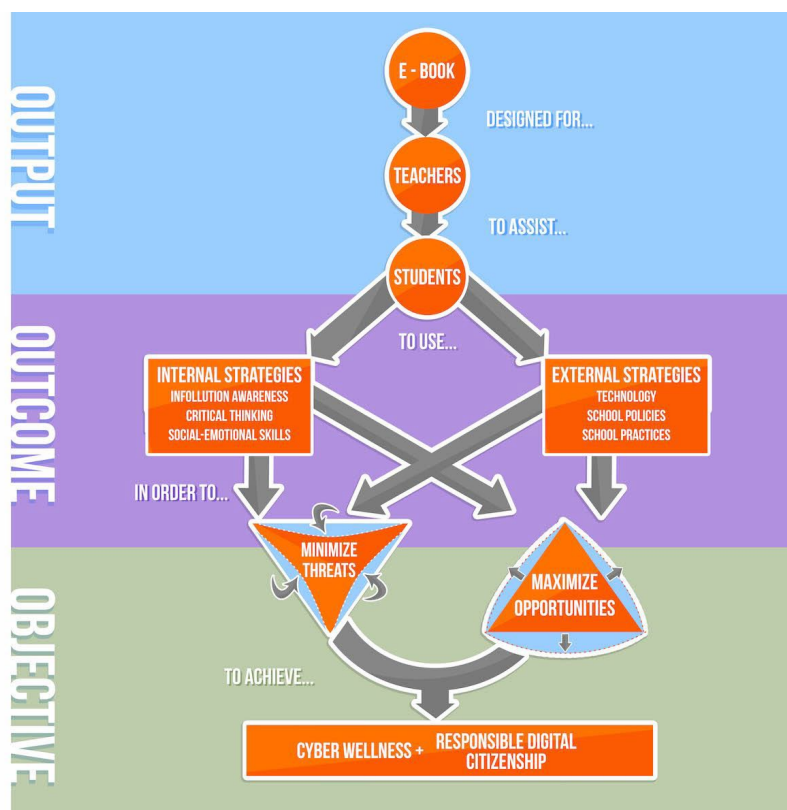 OUTPUT
E - BOOK
DESIGNED FOR...
TEACHERS
TO ASSIST...
STUDENTS
OUTCOME
TO USE...
INTERNAL STRATEGIES
INFOLLUTION AWARENESS
CRITICAL THINKING
SOCIAL-EMOTIONAL SKILLS
EXTERNAL STRATEGIES
TECHNOLOGY
SCHOOL POLICIES
SCHOOL PRACTICES
IN ORDER TO...
MINIMIZE
THREATS
MAXIMIZE
OPPORTUNITIES
OBJECTIVE
TO ACHIEVE...
CYBER WELLNESS + RESPONSIBLE DIGITAL
CITIZENSHIP